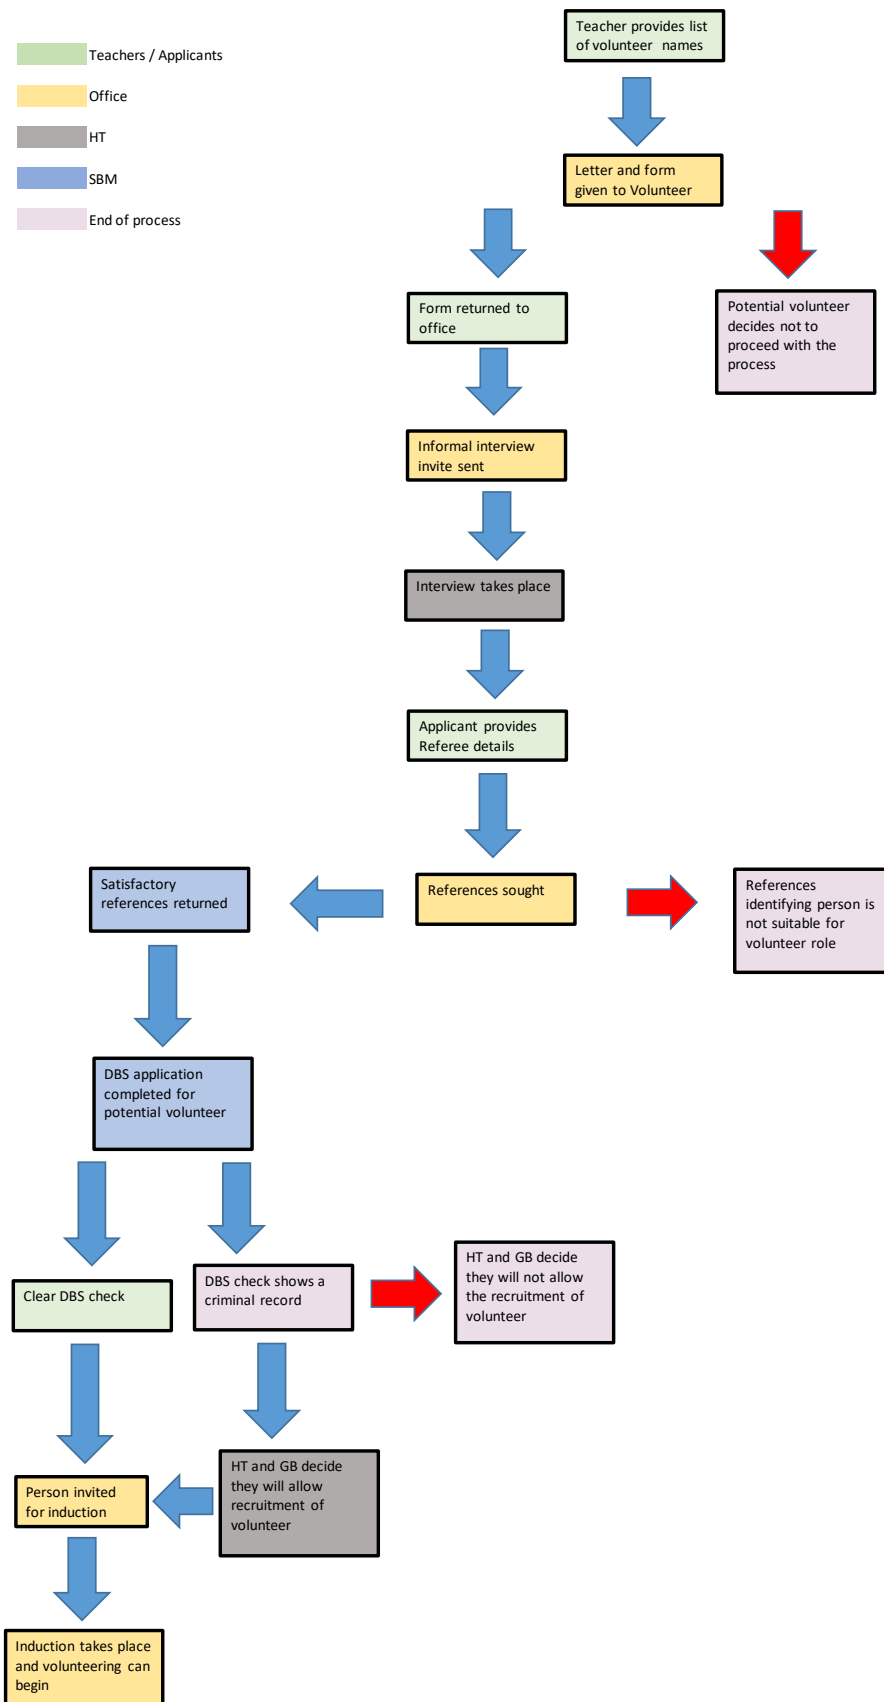 Teachers / Applicants
Office
HT
SBM
End of process
Teacher provides list
of volunteer names
Letter and form
given to Volunteer
Form returned to
office
Potential volunteer
decides not to
proceed with the
process
Informal interview
invite sent
Interview takes place
Applicant provides
Referee details
Satisfactory
references returned
References sought
References
identifying person is
not suitable for
volunteer role
DBS application
completed for
potential volunteer
Clear DBS check
DBS check shows a
criminal record
HT and GB decide
they will not allow
the recruitment of
volunteer
Person invited
for induction
HT and GB decide
they will allow
recruitment of
volunteer
Induction takes place
and volunteering can
begin